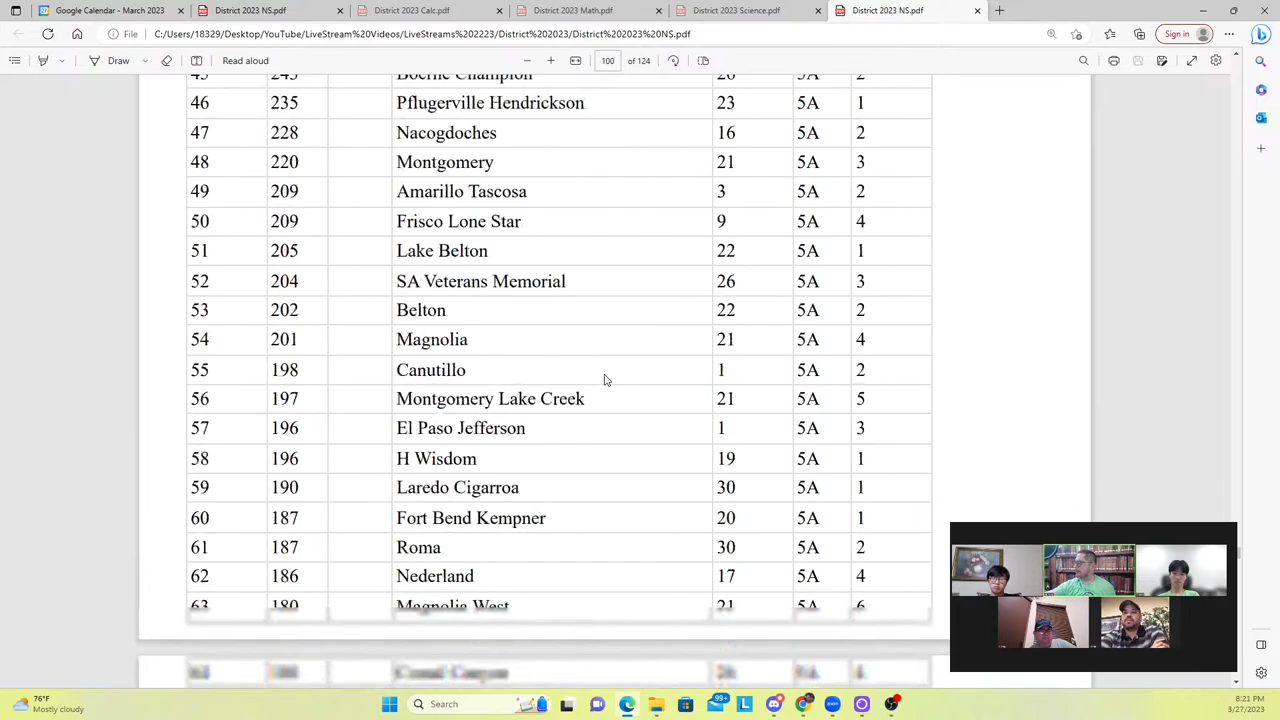 Google Calendar - March 2023
District 2023 NS.pdf
District 2023 Calc.pdf
District 2023 Math.pdf
District 2023 Science.pdf
District 2023 NS.pdf
File C:/Users/18329/Desktop/YouTube/LiveStream%20Videos/LiveStreams%202223/District%202023/District%202023%20NS.pdf
Sign in
Draw Read aloud 100 of 124
45 243 Boerne Champion 26 5A 2
46 235 Pflugerville Hendrickson 23 5A 1
47 228 Nacogdoches 16 5A 2
48 220 Montgomery 21 5A 3
49 209 Amarillo Tascosa 3 5A 2
50 209 Frisco Lone Star 9 5A 4
51 205 Lake Belton 22 5A 1
52 204 SA Veterans Memorial 26 5A 3
53 202 Belton 22 5A 2
54 201 Magnolia 21 5A 4
55 198 Canutillo 1 5A 2
56 197 Montgomery Lake Creek 21 5A 5
57 196 El Paso Jefferson 1 5A 3
58 196 H Wisdom 19 5A 1
59 190 Laredo Cigarroa 30 5A 1
60 187 Fort Bend Kempner 20 5A 1
61 187 Roma 30 5A 2
62 186 Nederland 17 5A 4
63 180 Magnolia West 21 5A 6
76°F
Mostly cloudy
Search
99+
8:21 PM
3/27/2023